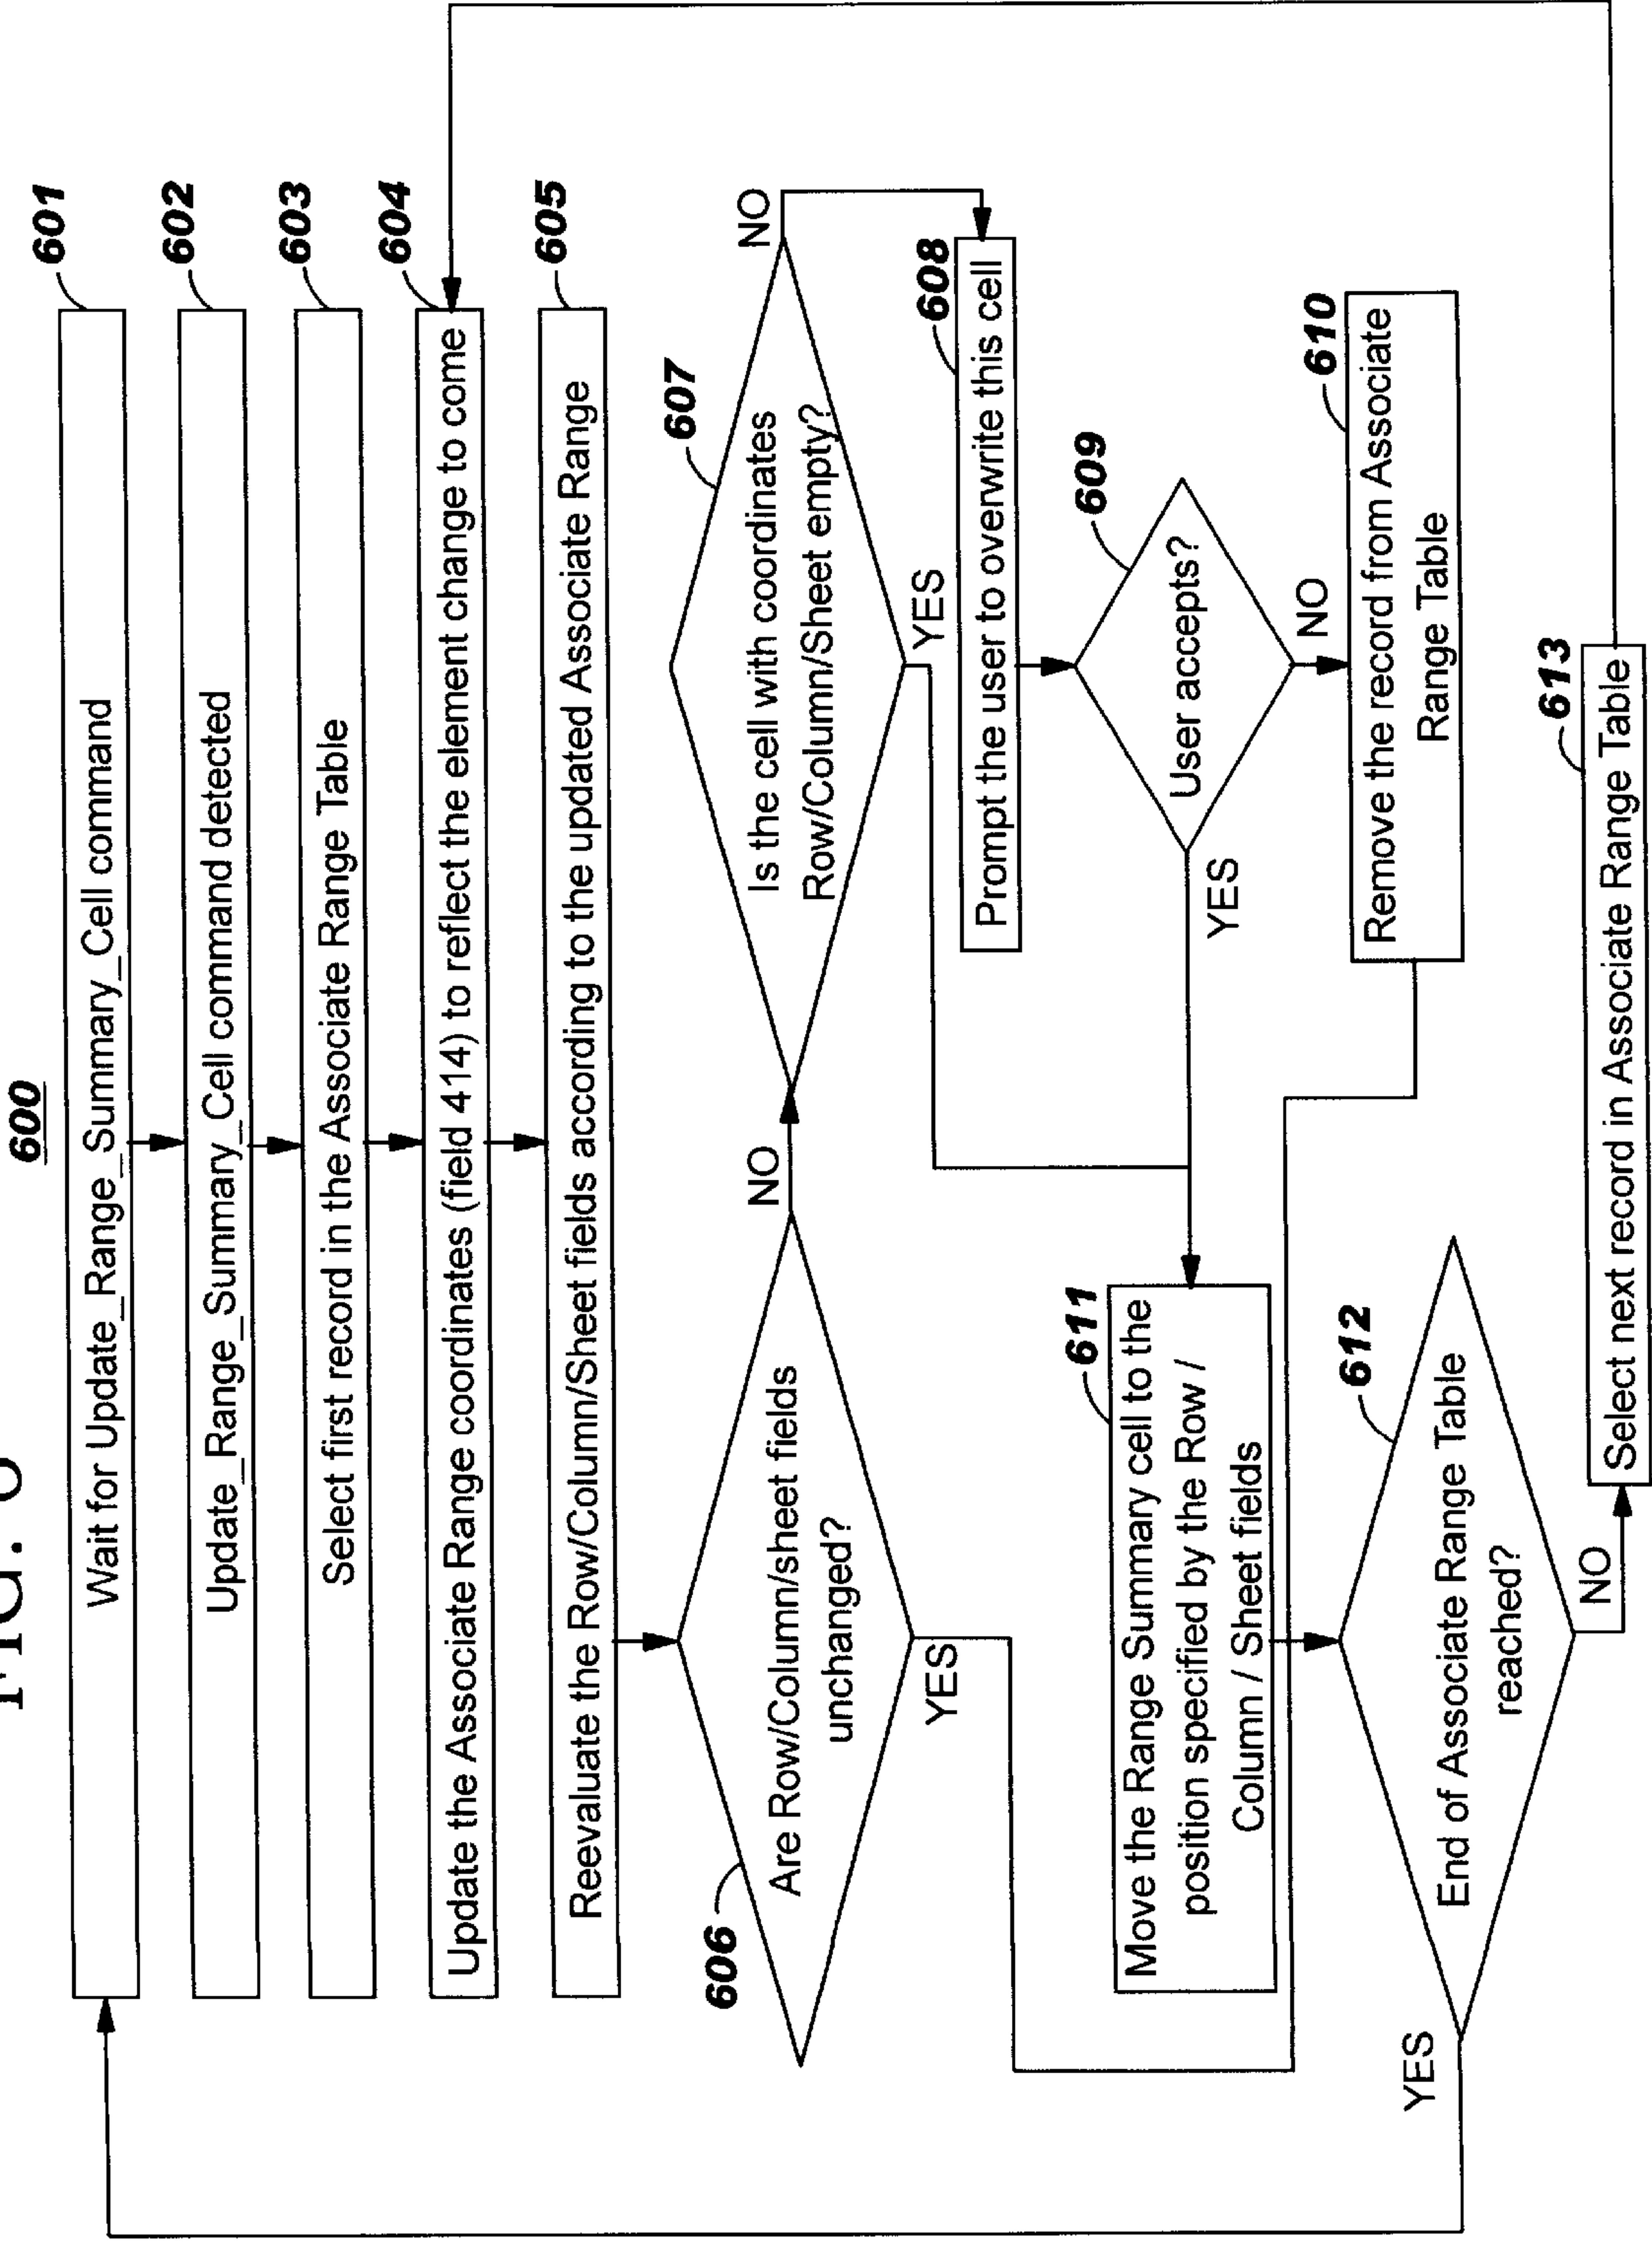 FIG. 6
600
601
Wait for Update_Range_Summary_Cell command
602
Update_Range_Summary_Cell command detected
603
Select first record in the Associate Range Table
604
Update the Associate Range coordinates (field 414) to reflect the element change to come
605
Reevaluate the Row/Column/Sheet fields according to the updated Associate Range
606
Are Row/Column/sheet fields
unchanged?
NO
YES
607
Is the cell with coordinates
Row/Column/Sheet empty?
NO
YES
608
Prompt the user to overwrite this cell
609
User accepts?
YES
NO
610
Remove the record from Associate
Range Table
611
Move the Range Summary cell to the
position specified by the Row /
Column / Sheet fields
612
End of Associate Range Table
reached?
YES
NO
613
Select next record in Associate Range Table